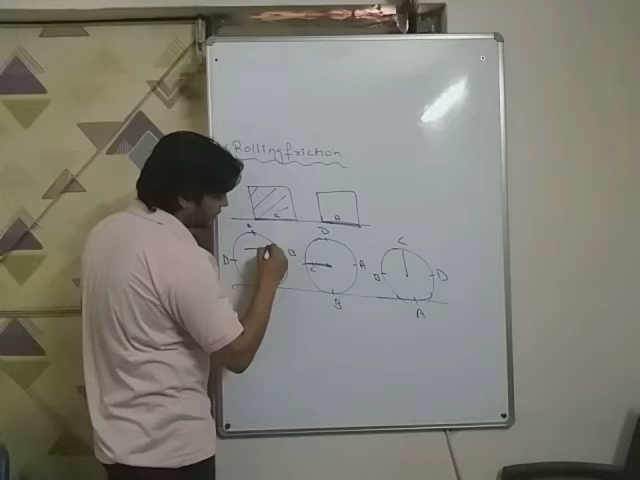 Rolling friction
A
A D C
D B C A B D
B A